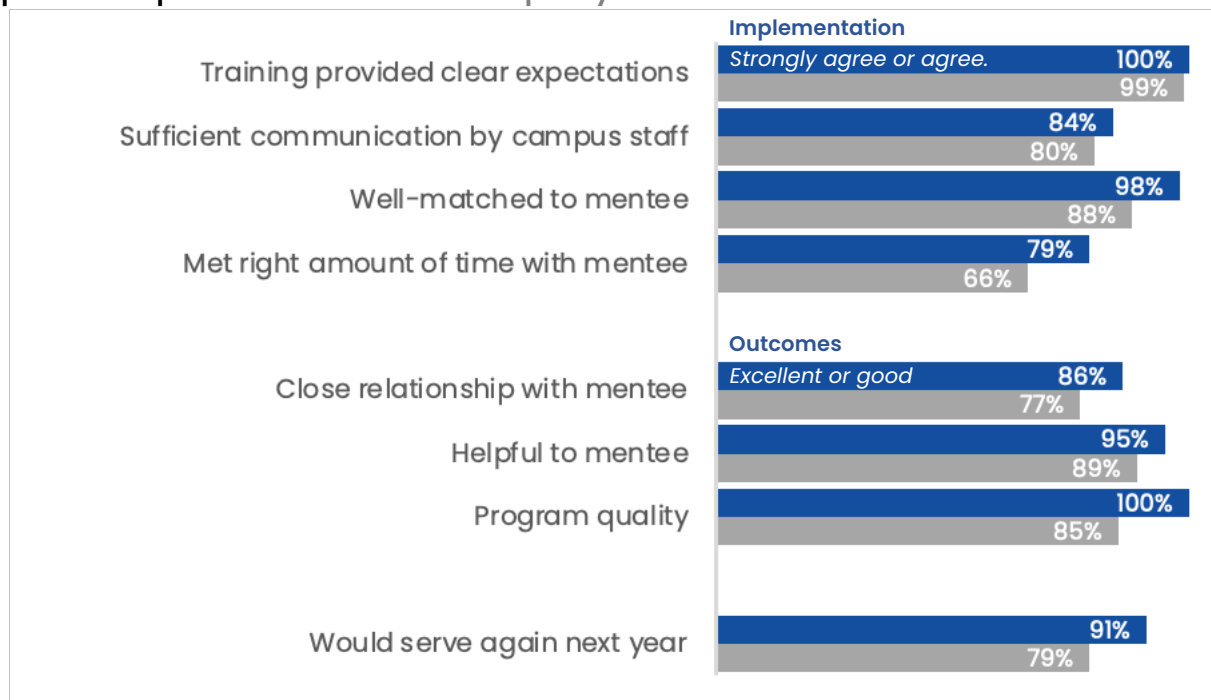 Implementation
Training provided clear expectations
Strongly agree or agree.
100%
99%
Sufficient communication by campus staff
84%
80%
Well-matched to mentee
98%
88%
Met right amount of time with mentee
79%
66%
Outcomes
Close relationship with mentee
Excellent or good
86%
77%
Helpful to mentee
95%
89%
Program quality
100%
85%
Would serve again next year
91%
79%